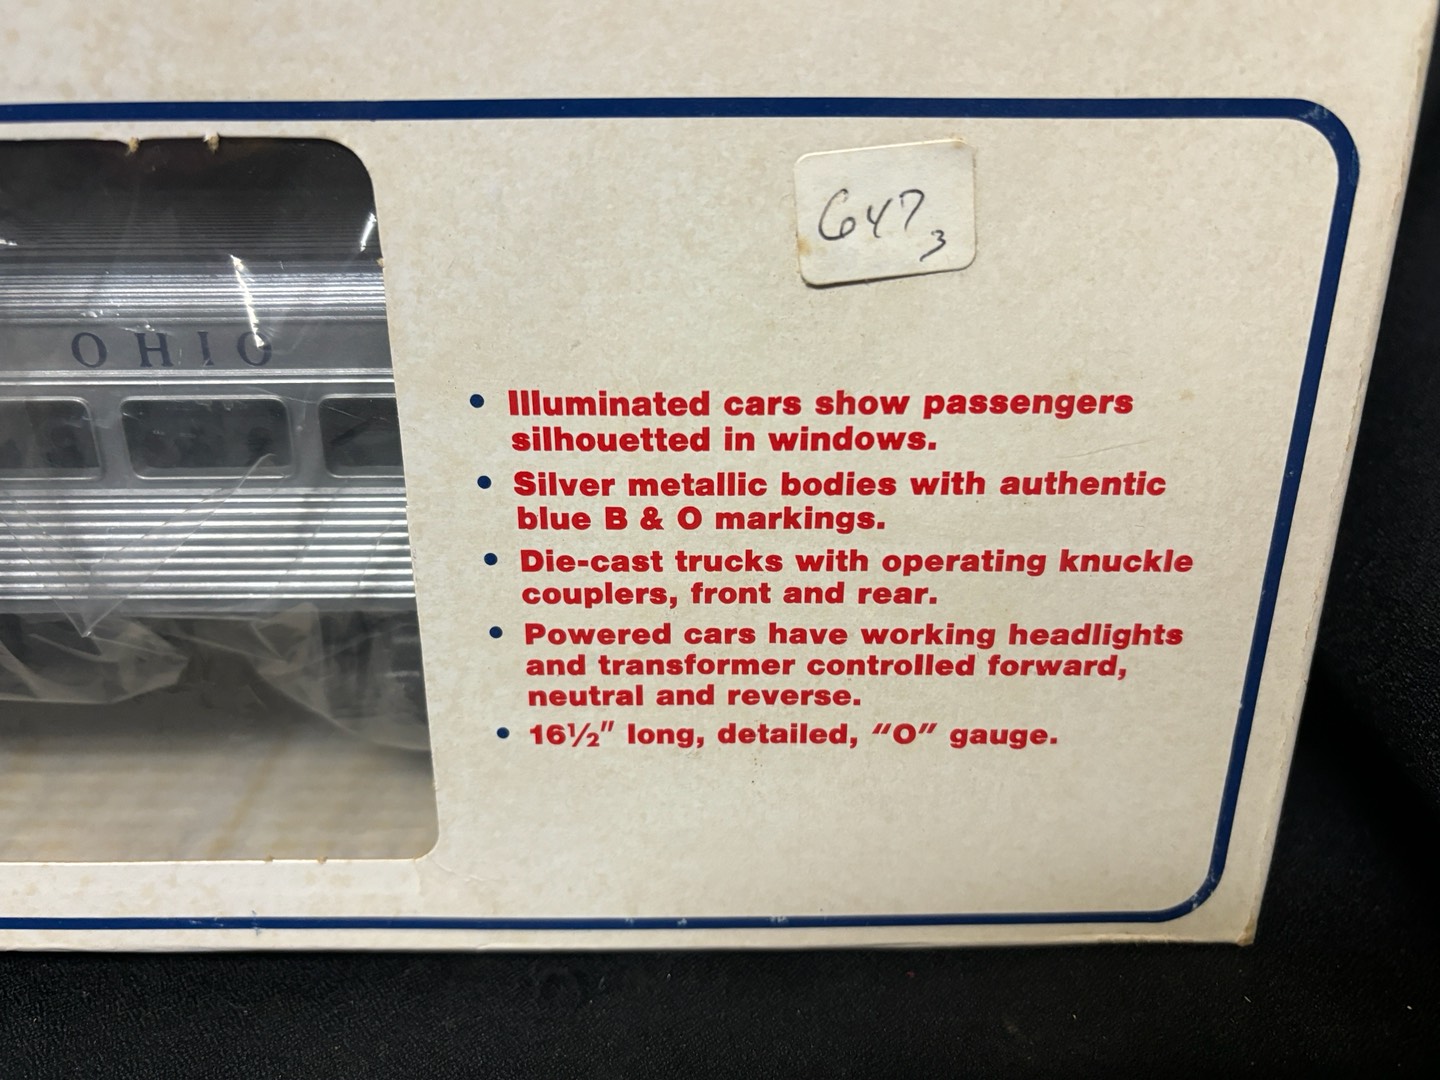 647
3
OHIO
• Illuminated cars show passengers
silhouetted in windows.
• Silver metallic bodies with authentic
blue B & O markings.
• Die-cast trucks with operating knuckle
couplers, front and rear.
• Powered cars have working headlights
and transformer controlled forward,
neutral and reverse.
• 16½" long, detailed, “O” gauge.